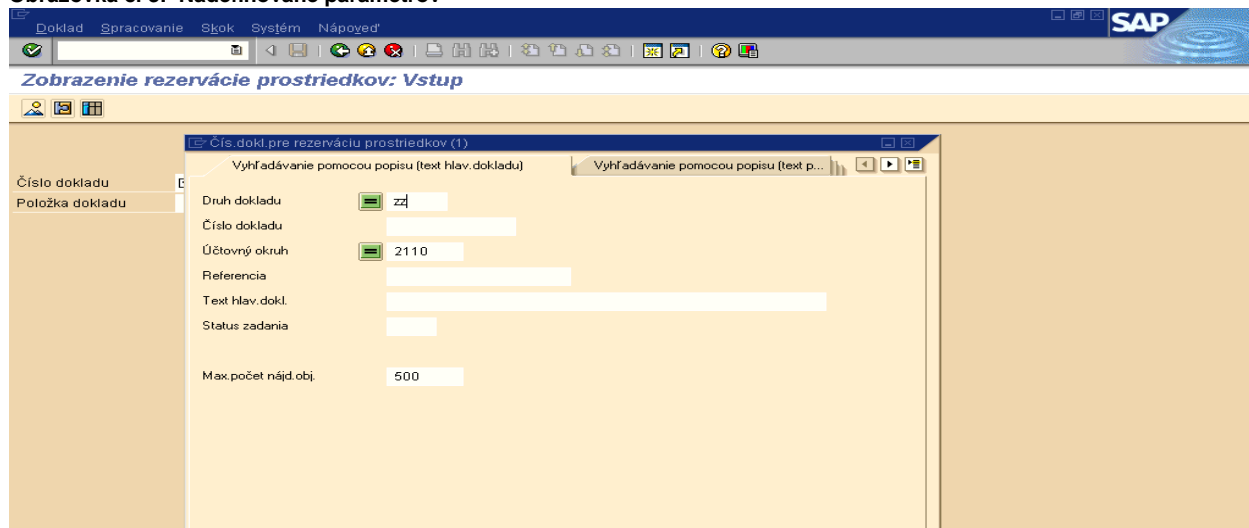 Obrazovka parametrov
Doklad Spracovanie Skok Systém Nápoveď
SAP
Zobrazenie rezervácie prostriedkov: Vstup
Čís.dokl.pre rezerváciu prostriedkov (1)
Vyhľadávanie pomocou popisu (text hlav.dokladu) Vyhľadávanie pomocou popisu (text p...
Číslo dokladu
Položka dokladu
Druh dokladu zz
Číslo dokladu
Účtovný okruh 2110
Referencia
Text hlav.dokl.
Status zadania
Max.počet nájd.obj. 500